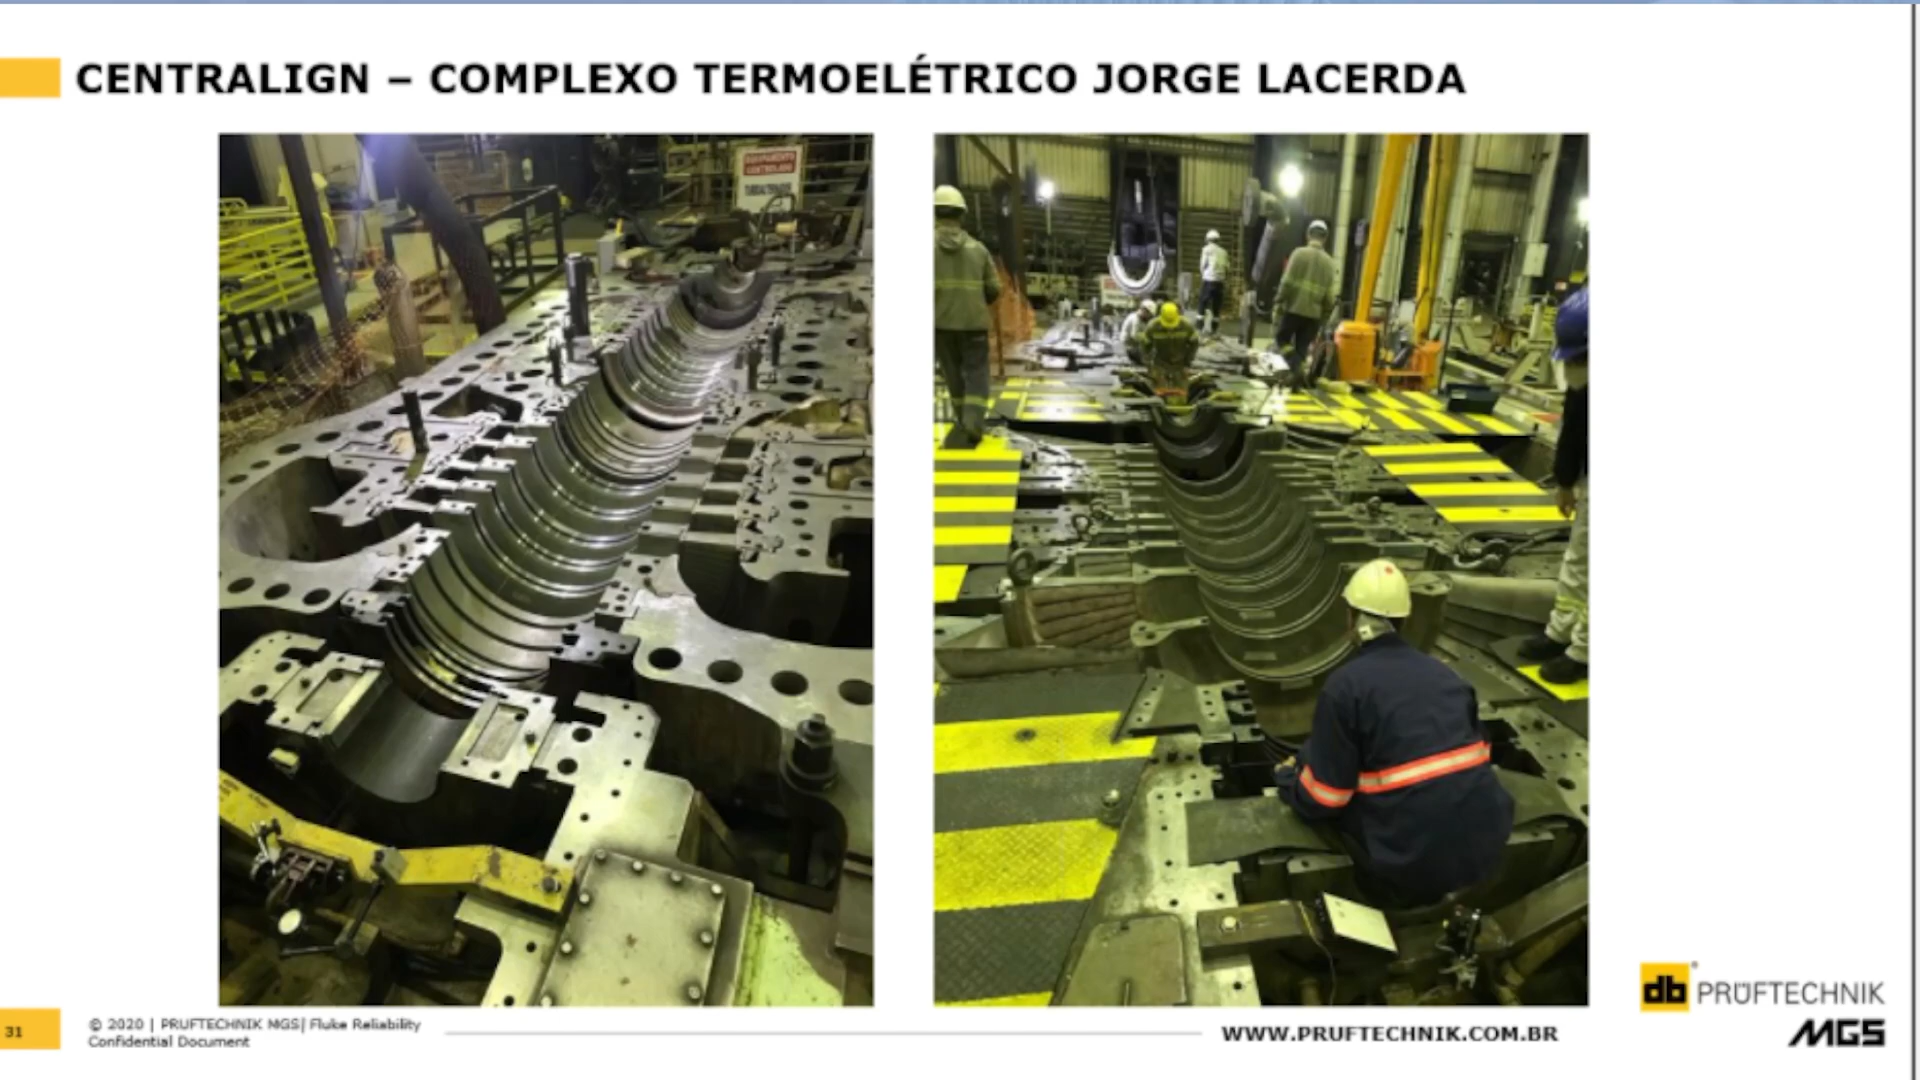 CENTRALIGN – COMPLEXO TERMOELÉTRICO JORGE LACERDA
31
© 2020 | PRUFTECHNIK MGS| Fluke Reliability
Confidential Document
WWW.PRUFTECHNIK.COM.BR
db PRÜFTECHNIK
MGS